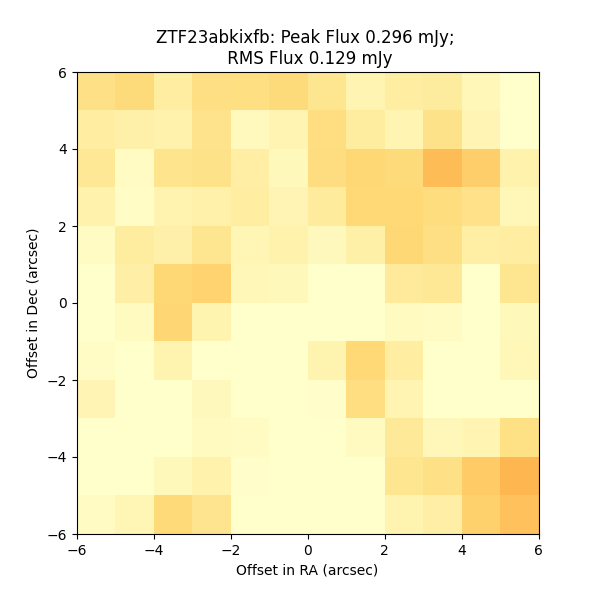 ZTF23abkixfb: Peak Flux 0.296 mJy;
RMS Flux 0.129 mJy
6
4
2
0
−2
−4
−6
Offset in Dec (arcsec)
−6 −4 −2 0 2 4 6
Offset in RA (arcsec)